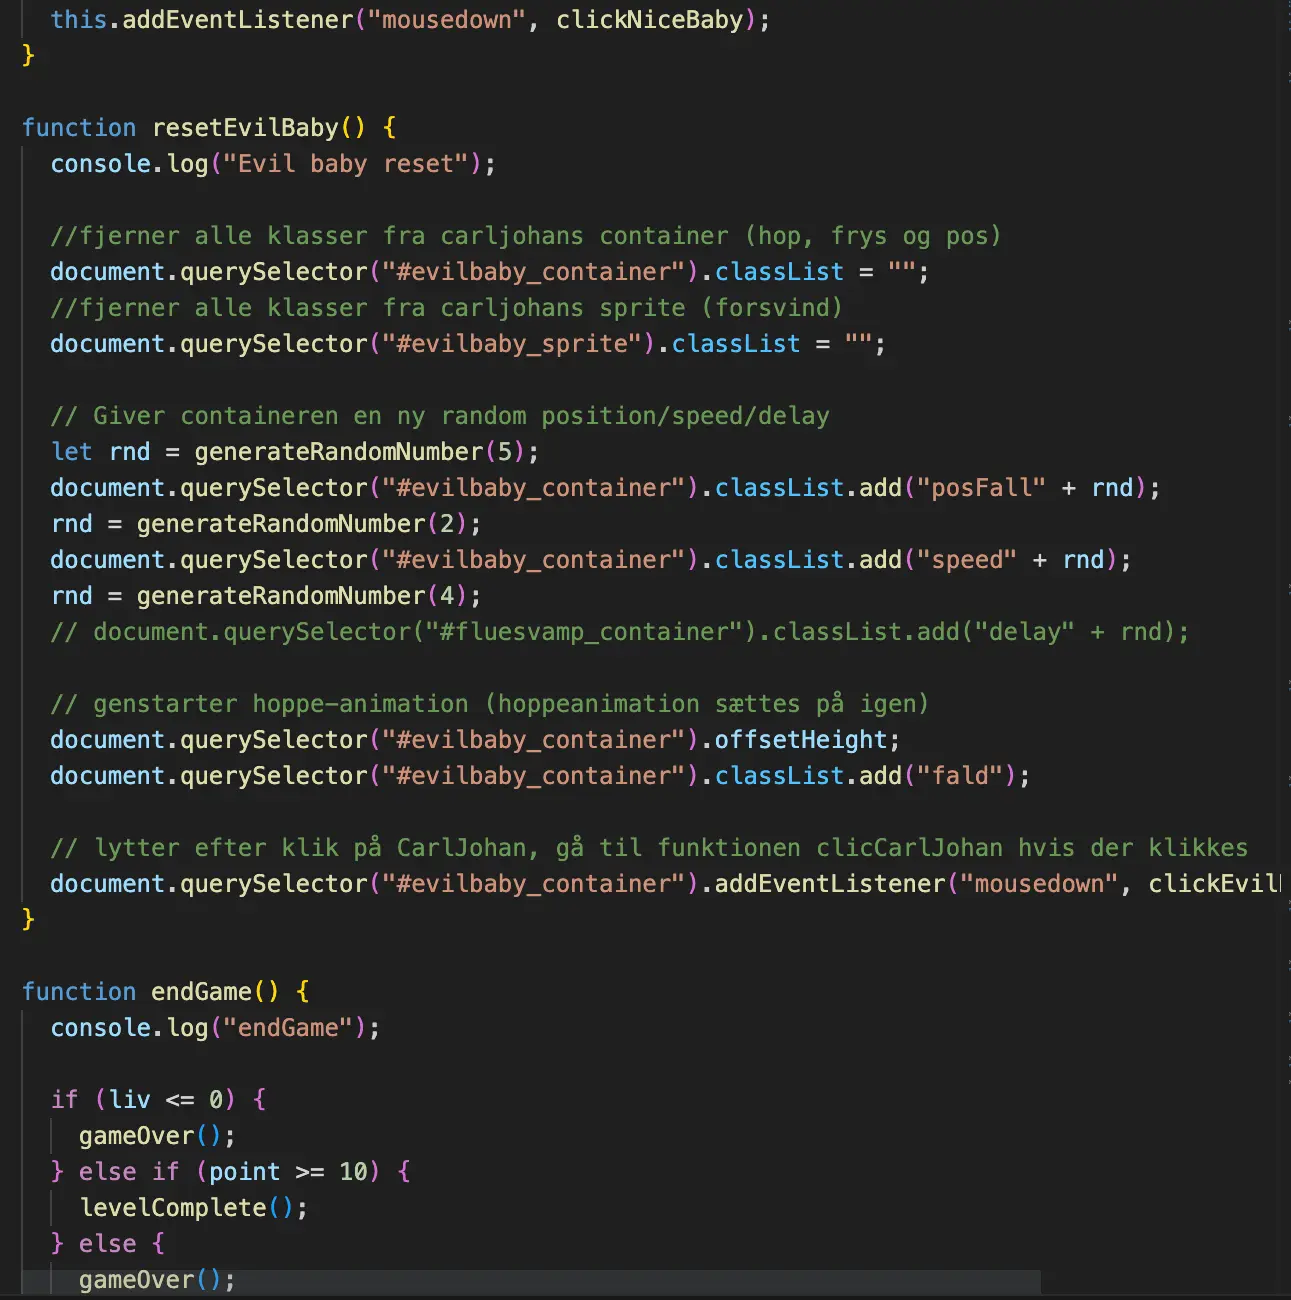 this.addEventListener("mousedown", clickNiceBaby);
}
function resetEvilBaby() {
console.log("Evil baby reset");
//fjerner alle klasser fra carljohans container (hop, frys og pos)
document.querySelector("#evilbaby_container").classList = "";
//fjerner alle klasser fra carljohans sprite (forsvind)
document.querySelector("#evilbaby_sprite").classList = "";
// Giver containeren en ny random position/speed/delay
let rnd = generateRandomNumber(5);
document.querySelector("#evilbaby_container").classList.add("posFall" + rnd);
rnd = generateRandomNumber(2);
document.querySelector("#evilbaby_container").classList.add("speed" + rnd);
rnd = generateRandomNumber(4);
// document.querySelector("#fluesvamp_container").classList.add("delay" + rnd);
// genstarter hoppe-animation (hoppeanimation sættes på igen)
document.querySelector("#evilbaby_container").offsetHeight;
document.querySelector("#evilbaby_container").classList.add("fald");
// lytter efter klik på CarlJohan, gå til funktionen clicCarlJohan hvis der klikkes
document.querySelector("#evilbaby_container").addEventListener("mousedown", clickEvil
}
function endGame() {
console.log("endGame");
if (liv <= 0) {
gameOver();
} else if (point >= 10) {
levelComplete();
} else {
gameOver();